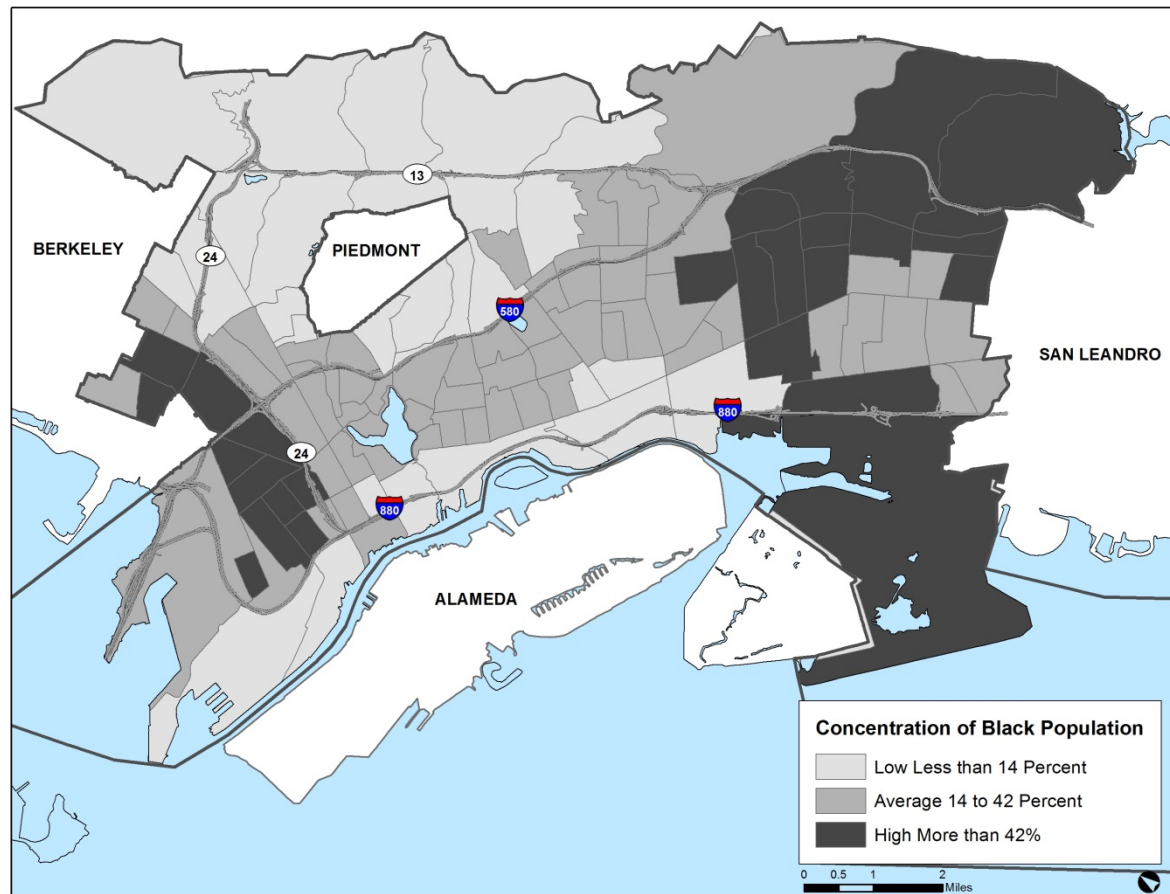 13
BERKELEY
24
PIEDMONT
580
SAN LEANDRO
880
24
880
ALAMEDA
Concentration of Black Population
Low Less than 14 Percent
Average 14 to 42 Percent
High More than 42%
0 0.5 1 2
Miles